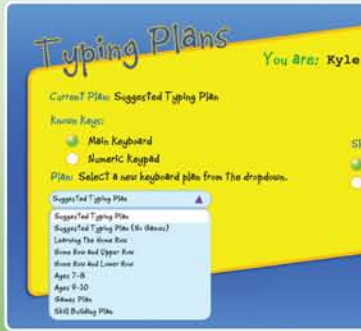 Typing Plans
You are: Kyle
Current Plan: Suggested Typing Plan
Known Keys:
Main Keyboard
Numeric Keypad
Plan: Select a new keyboard plan from the dropdown.
Suggested Typing Plan
Suggested Typing Plan
Suggested Typing Plan (No Games)
Learning the Home Row
Home Row and Upper Row
Home Row and Lower Row
Ages 7-8
Ages 9-10
Games Plan
Skill Building Plan